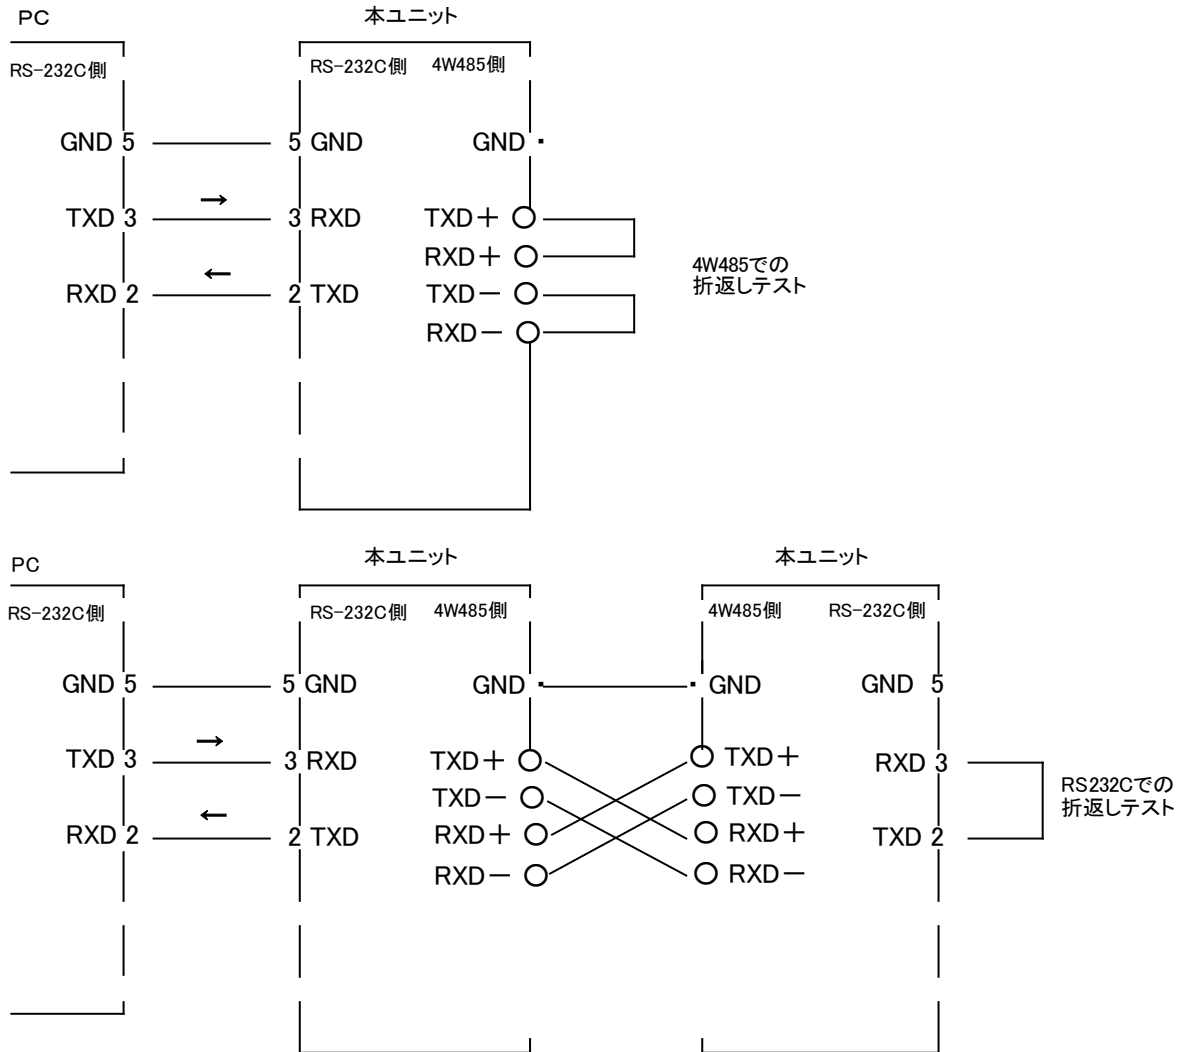 PC 本ユニット
RS-232C側 RS-232C側 4W485側
GND 5 5 GND GND
→
TXD 3 3 RXD TXD+
RXD+
←
4W485での
折返しテスト
RXD 2 2 TXD TXD-
RXD-
PC 本ユニット 本ユニット
RS-232C側 RS-232C側 4W485側 4W485側 RS-232C側
GND 5 5 GND GND GND GND 5
→
TXD 3 3 RXD TXD+ TXD+ RXD 3
TXD- TXD-
RS232Cでの
折返しテスト
←
RXD 2 2 TXD RXD+ RXD+ TXD 2
RXD- RXD-